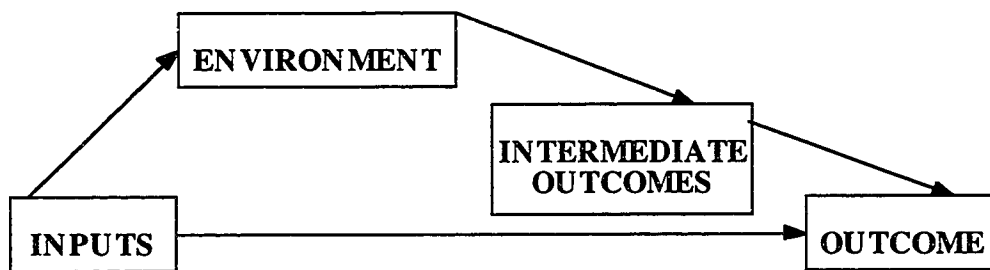 ENVIRONMENT
INTERMEDIATE
OUTCOMES
INPUTS
OUTCOME